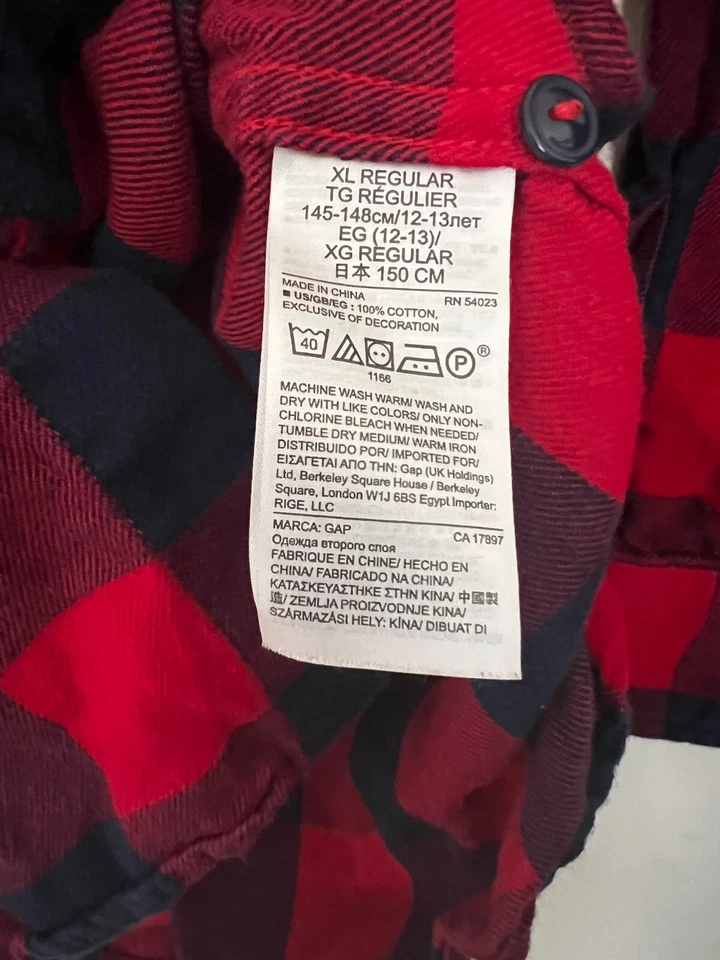 XL REGULAR
TG RÉGULIER
145-148см/12-13лет
EG (12-13)/
XG REGULAR
日本 150 CM
MADE IN CHINA RN 54023
■ US/GB/EG : 100% COTTON,
EXCLUSIVE OF DECORATION
40 P ®
1166
MACHINE WASH WARM/ WASH AND
DRY WITH LIKE COLORS/ ONLY NON-
CHLORINE BLEACH WHEN NEEDED/
TUMBLE DRY MEDIUM/ WARM IRON
DISTRIBUIDO POR/ IMPORTED FOR/
ΕΙΣΑΓΕΤΑΙ ΑΠΟ ΤΗΝ: Gap (UK Holdings)
Ltd, Berkeley Square House / Berkeley
Square, London W1J 6BS Egypt Importer:
RIGE, LLC
MARCA: GAP CA 17897
Одежда второго слоя
FABRIQUE EN CHINE/ HECHO EN
CHINA/ FABRICADO NA CHINA/
ΚΑΤΑΣΚΕΥΑΣΤΗΚΕ ΣΤΗΝ ΚΙΝΑ/ 中國製
造/ ZEMLJA PROIZVODNJE KINA/
SZÁRMAZÁSI HELY: KÍNA/ DIBUAT DI